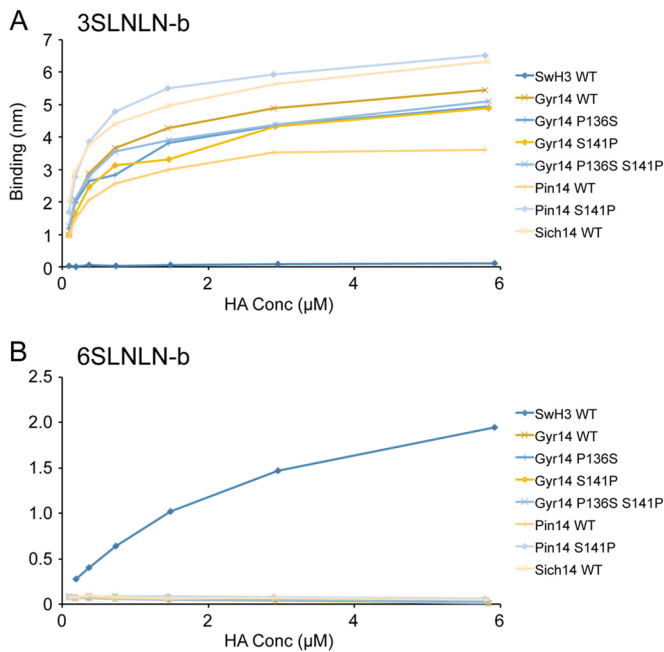 A
3SLNLN-b
7
6
5
4
3
2
1
0
Binding (nm)
0
2
4
6
HA Conc (µM)
SwH3 WT
Gyr14 WT
Gyr14 P136S
Gyr14 S141P
Gyr14 P136S S141P
Pin14 WT
Pin14 S141P
Sich14 WT
B
6SLNLN-b
2.5
2.0
1.5
1.0
0.5
0
0
2
4
6
HA Conc (µM)
SwH3 WT
Gyr14 WT
Gyr14 P136S
Gyr14 S141P
Gyr14 P136S S141P
Pin14 WT
Pin14 S141P
Sich14 WT